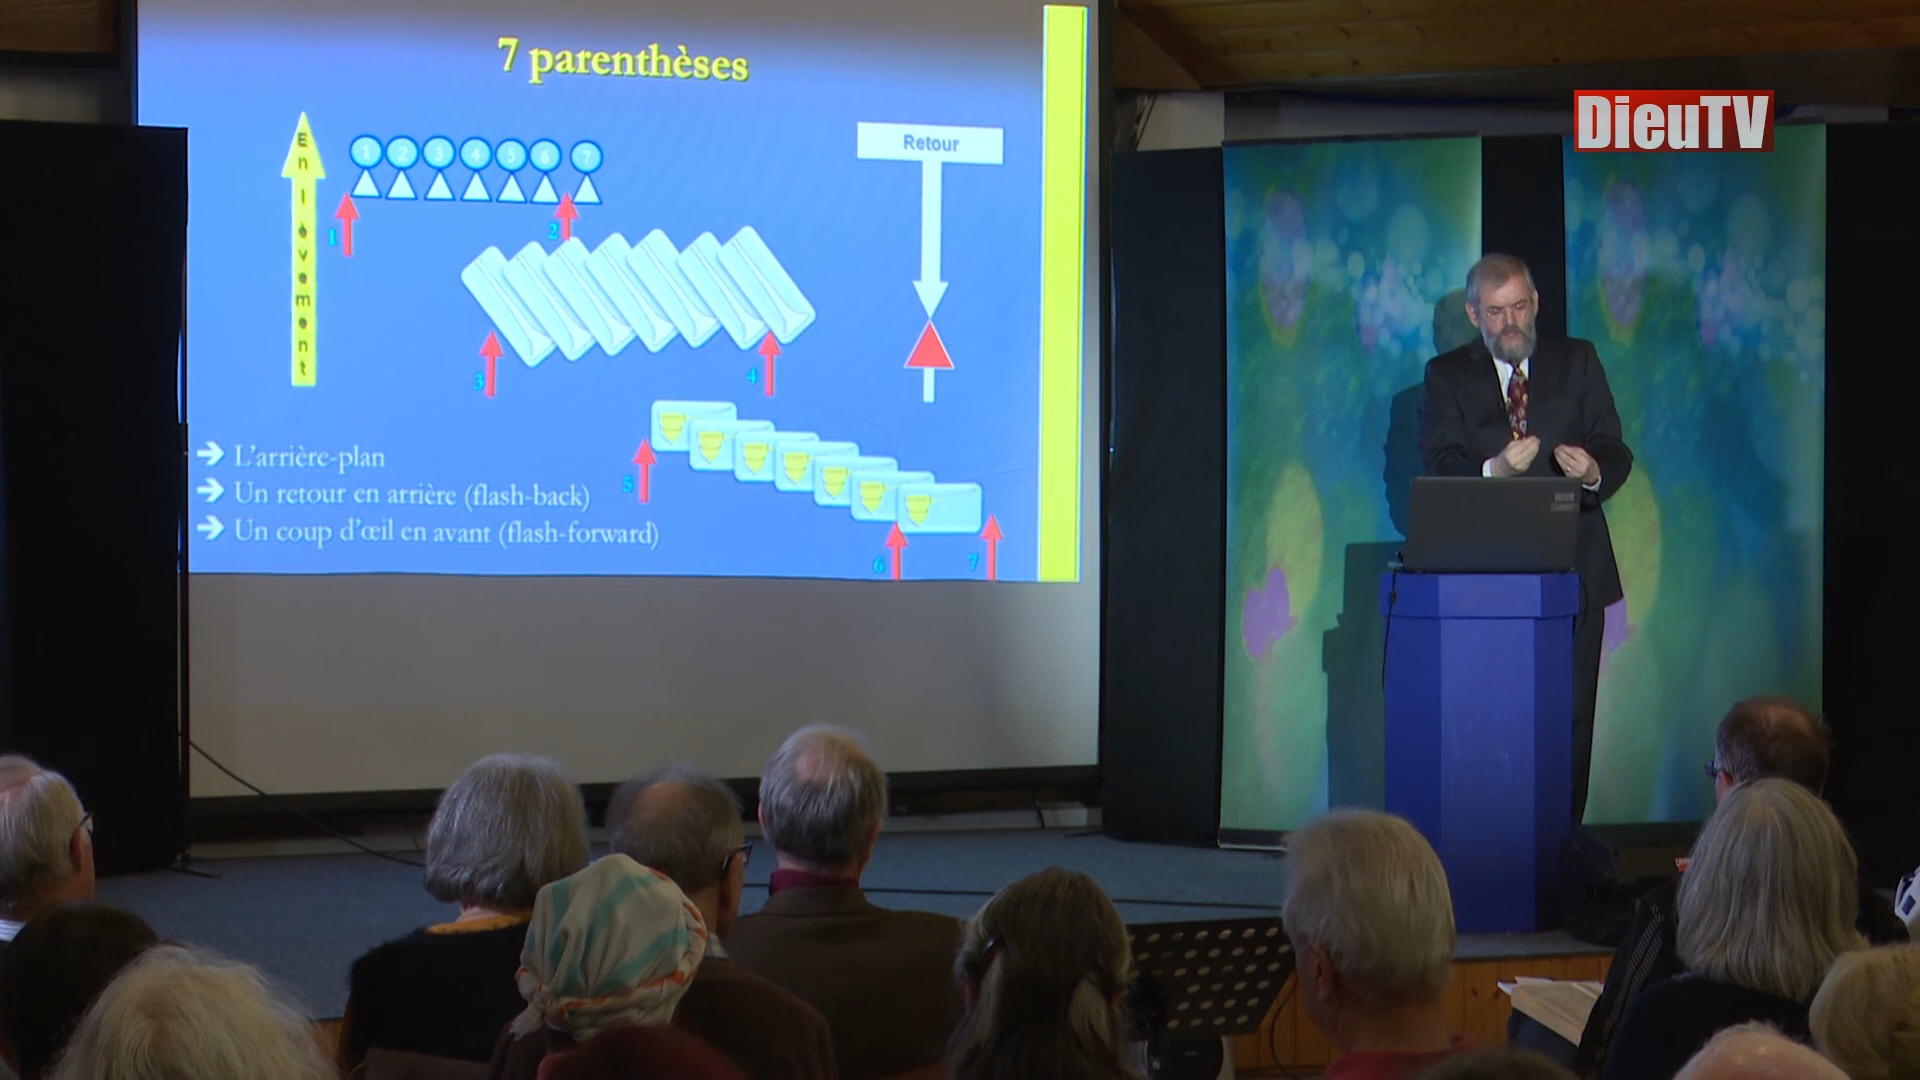 7 parenthèses
DieuTV
Enlèvement
1 2 3 4 5 6 7
Retour
1
2
3
4
L'arrière-plan
Un retour en arrière (flash-back)
5
Un coup d'œil en avant (flash-forward)
6
7